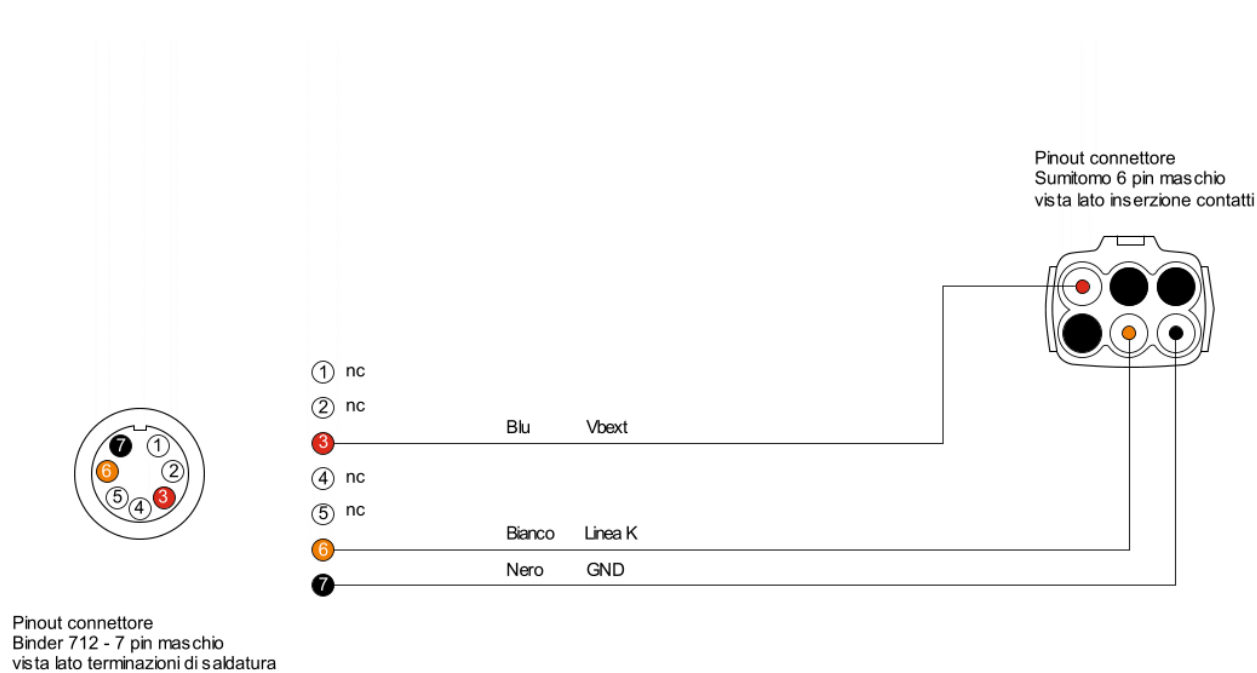 Pinout connettore
Sumitomo 6 pin maschio
vista lato inserzione contatti
1 nc
2 nc
3 Blu Vbext
4 nc
5 nc
6 Bianco Linea K
7 Nero GND
7 1
6 2
5 4 3
Pinout connettore
Binder 712 - 7 pin maschio
vista lato terminazioni di saldatura